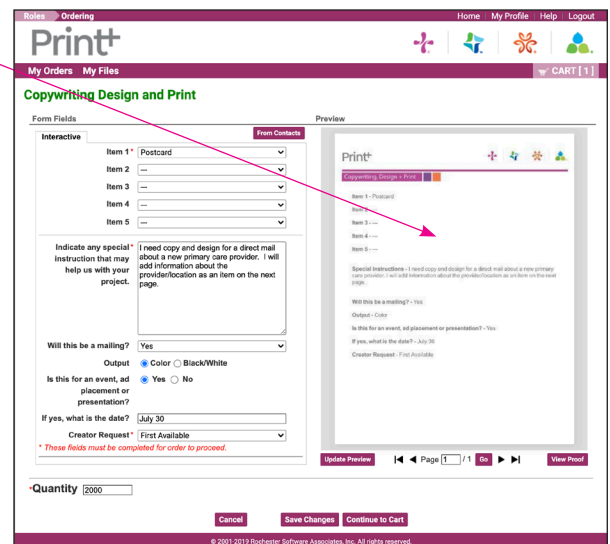 Roles Ordering Home My Profile Help Logout
Print+
My Orders My Files CART [ 1 ]
Copywriting Design and Print
Form Fields
Interactive
From Contacts
Item 1* Postcard
Item 2 ---
Item 3 ---
Item 4 ---
Item 5 ---
Indicate any special*
instruction that may
help us with your
project.
I need copy and design for a direct mail
about a new primary care provider. I will
add information about the
provider/location as an item on the next
page.
Will this be a mailing? Yes
Output Color Black/White
Is this for an event, ad
placement or
presentation?
Yes No
If yes, what is the date? July 30
Creator Request* First Available
* These fields must be completed for order to proceed.
Preview
Print+
Copywriting, Design + Print
Item 1 - Postcard
Item 2 - ---
Item 3 - ---
Item 4 - ---
Item 5 - ---
Special Instructions - I need copy and design for a direct mail about a new primary
care provider. I will add information about the provider/location as an item on the next
page.
Will this be a mailing? - Yes
Output - Color
Is this for an event, ad placement or presentation? - Yes
If yes, what is the date? - July 30
Creator Request - First Available
Update Preview Page 1 / 1 Go View Proof
*Quantity 2000
Cancel Save Changes Continue to Cart
© 2001-2019 Rochester Software Associates, Inc. All rights reserved.